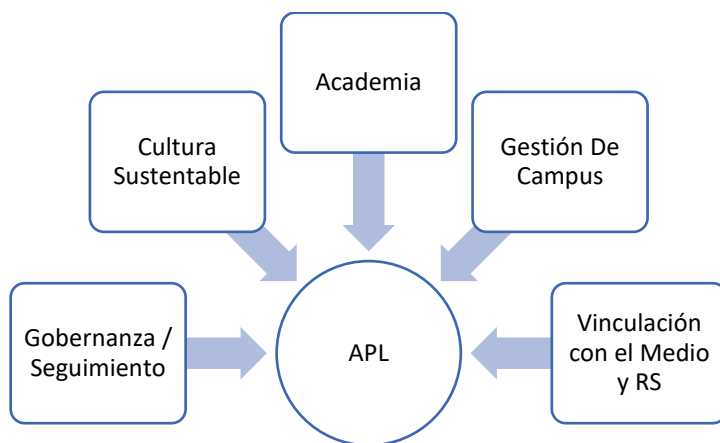 Academia
Cultura
Sustentable
Gestión De
Campus
Gobernanza /
Seguimiento
APL
Vinculación
con el Medio
y RS